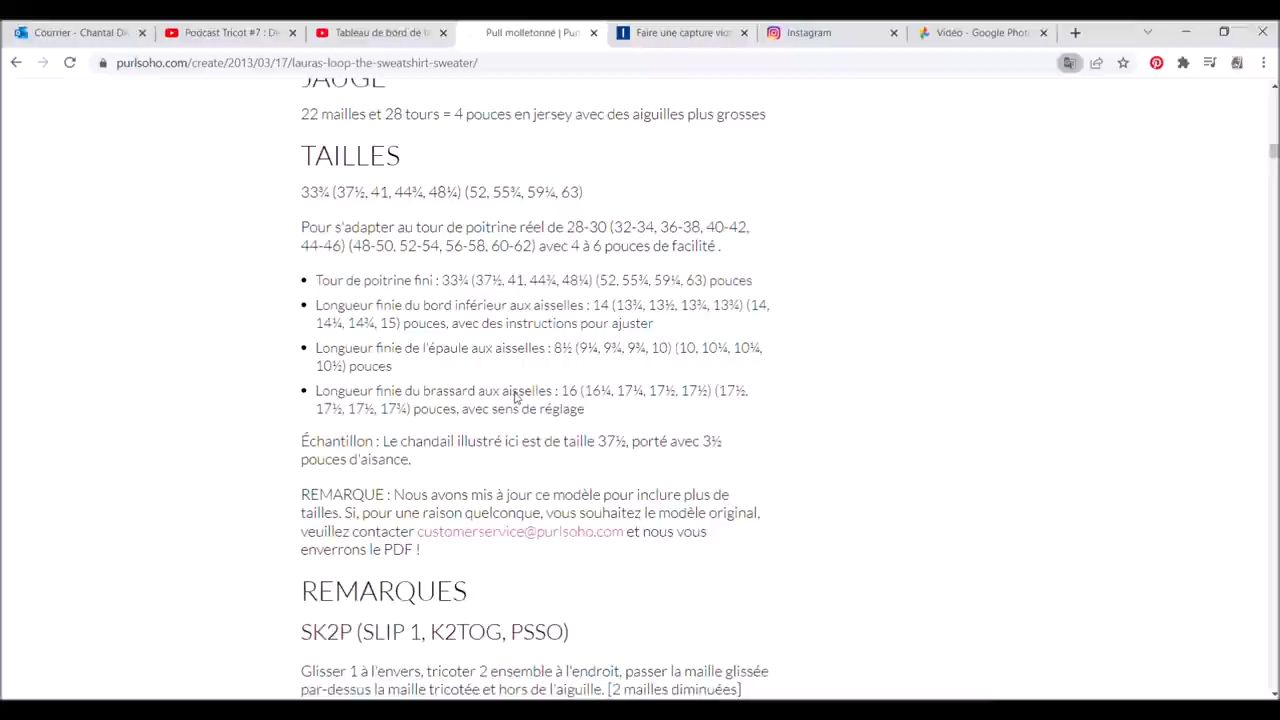 Courrier - Chantal Di
Podcast Tricot #7 : De
Tableau de bord de te
Pull molletonné | Pur
Faire une capture vid
Instagram
Vidéo - Google Phot
purlsoho.com/create/2013/03/17/lauras-loop-the-sweatshirt-sweater/
JAUGE
22 mailles et 28 tours = 4 pouces en jersey avec des aiguilles plus grosses
TAILLES
33¾ (37½, 41, 44¾, 48¼) (52, 55¾, 59¼, 63)
Pour s'adapter au tour de poitrine réel de 28-30 (32-34, 36-38, 40-42,
44-46) (48-50, 52-54, 56-58, 60-62) avec 4 à 6 pouces de facilité .
• Tour de poitrine fini : 33¾ (37½, 41, 44¾, 48¼) (52, 55¾, 59¼, 63) pouces
• Longueur finie du bord inférieur aux aisselles : 14 (13¾, 13½, 13¾, 13¾) (14,
14¼, 14¾, 15) pouces, avec des instructions pour ajuster
• Longueur finie de l'épaule aux aisselles : 8½ (9¼, 9¾, 9¾, 10) (10, 10¼, 10¼,
10½) pouces
• Longueur finie du brassard aux aisselles : 16 (16¼, 17¼, 17½, 17½) (17½,
17½, 17½, 17¾) pouces, avec sens de réglage
Échantillon : Le chandail illustré ici est de taille 37½, porté avec 3½
pouces d'aisance.
REMARQUE : Nous avons mis à jour ce modèle pour inclure plus de
tailles. Si, pour une raison quelconque, vous souhaitez le modèle original,
veuillez contacter customerservice@purlsoho.com et nous vous
enverrons le PDF !
REMARQUES
SK2P (SLIP 1, K2TOG, PSSO)
Glisser 1 à l'envers, tricoter 2 ensemble à l'endroit, passer la maille glissée
par-dessus la maille tricotée et hors de l'aiguille. [2 mailles diminuées]